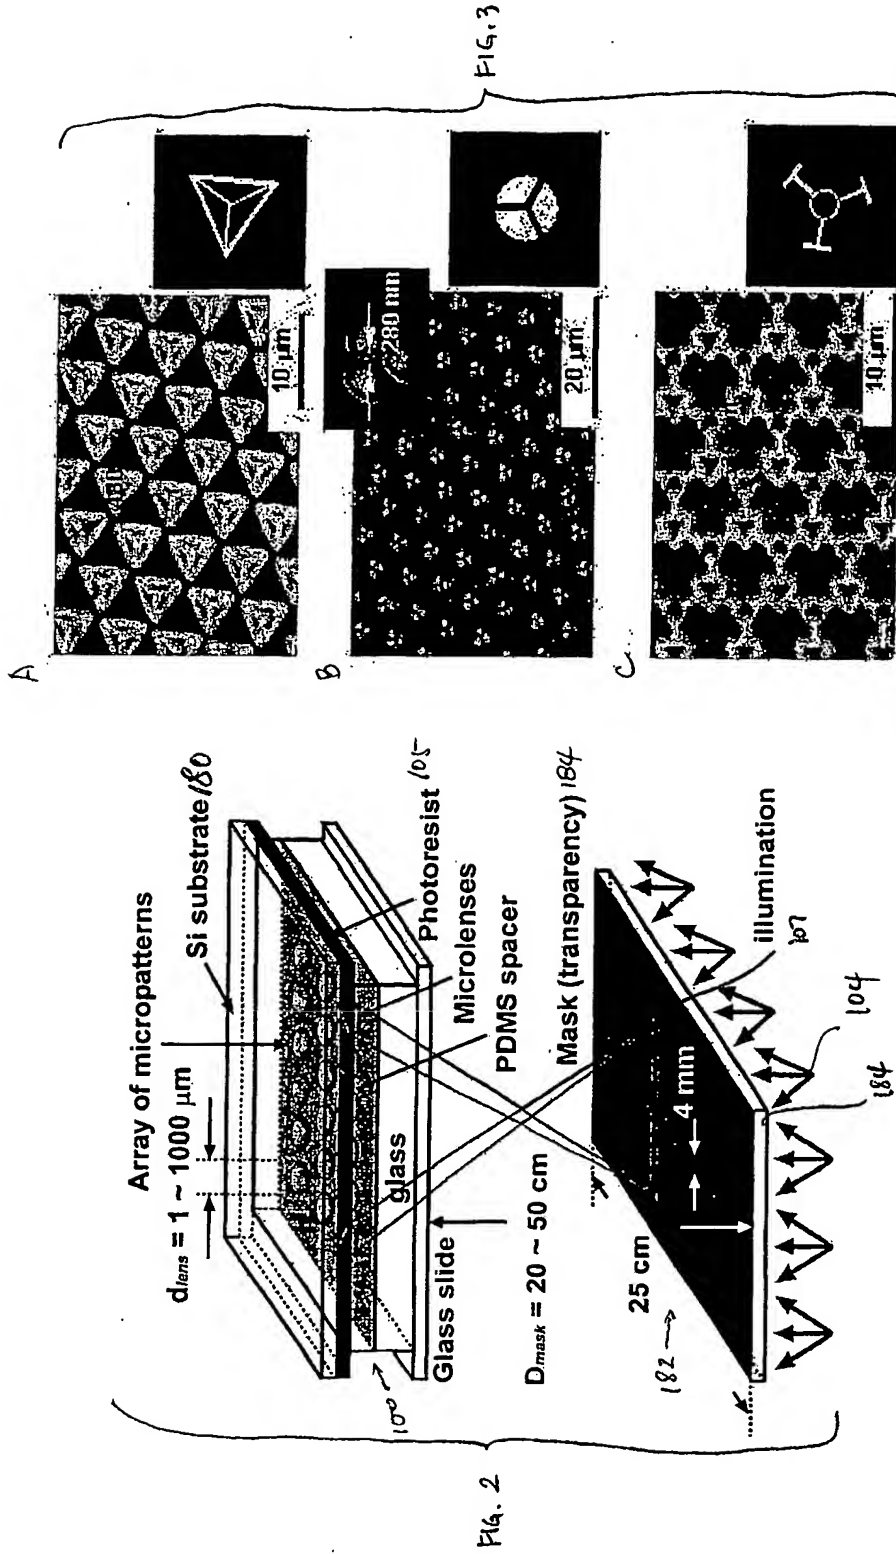 FIG. 2
Array of micropatterns
Si substrate 180
dlens = 1 ~ 1000 μm
Photoresist 105
Microlenses
PDMS spacer
glass
Glass slide
100
Dmask = 20 ~ 50 cm
Mask (transparency) 184
25 cm
4 mm
182
illumination
107
104
184
FIG. 3
A
10 μm
B
280 nm
20 μm
C
10 μm